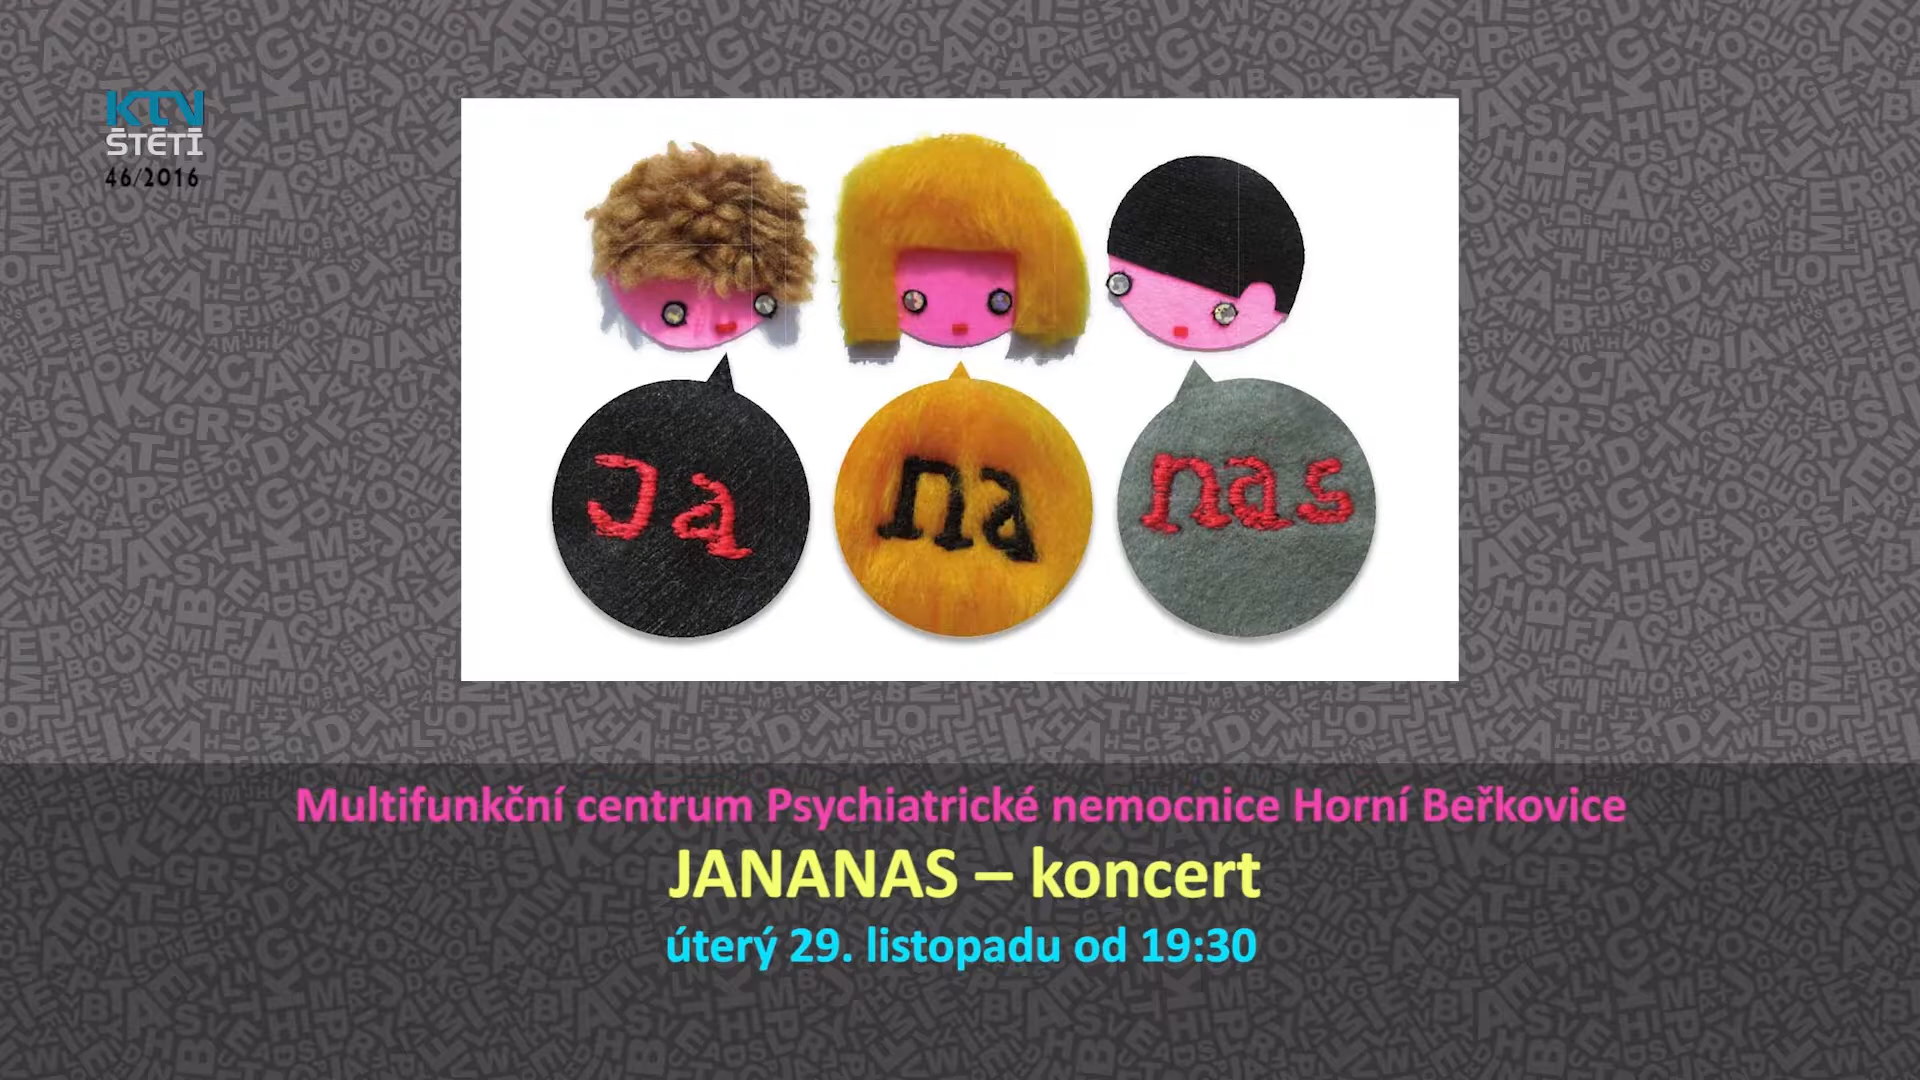 KTV
ŠTĚTÍ
46/2016
Ja na nas
Multifunkční centrum Psychiatrické nemocnice Horní Beřkovice
JANANAS – koncert
úterý 29. listopadu od 19:30